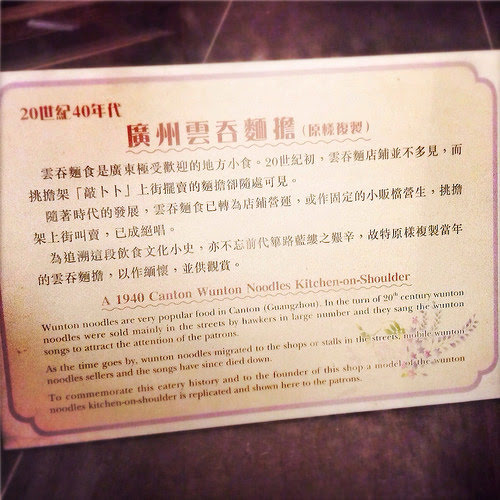 20世紀40年代
廣州雲吞麵擔(原樣複製)
雲吞麵食是廣東極受歡迎的地方小食。20世紀初，雲吞麵店鋪並不多見，而
挑擔架「敲卜卜」上街擺賣的麵擔卻隨處可見。
隨著時代的發展，雲吞麵食已轉為店鋪營運，或作固定的小販檔營生，挑擔
架上街叫賣，已成絕唱。
為追溯這段飲食文化小史，亦不忘前代篳路藍縷之艱辛，故特原樣複製當年
的雲吞麵擔，以作緬懷，並供觀賞。
A 1940 Canton Wunton Noodles Kitchen-on-Shoulder
Wunton noodles are very popular food in Canton (Guangzhou). In the turn of 20th century wunton
noodles were sold mainly in the streets by hawkers in large number and they sang the wunton
songs to attract the attention of the patrons.
As the time goes by, wunton noodles migrated to the shops or stalls in the streets, mobile wunton
noodles sellers and the songs have since died down.
To commemorate this eatery history and to the founder of this shop a model of the wunton
noodles kitchen-on-shoulder is replicated and shown here to the patrons.